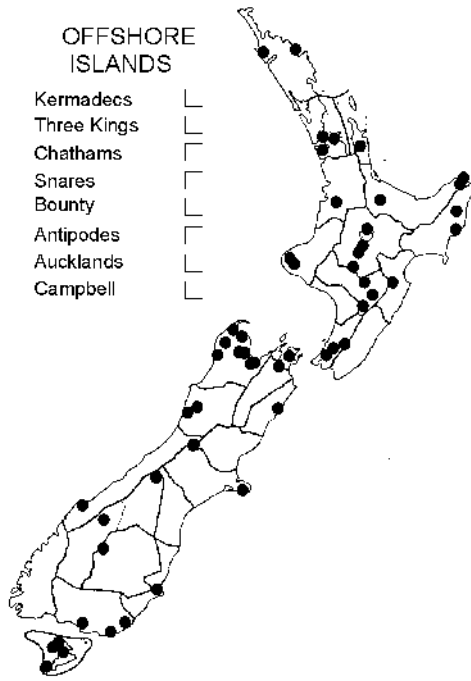 OFFSHORE
ISLANDS
Kermadecs
Three Kings
Chathams
Snares
Bounty
Antipodes
Aucklands
Campbell